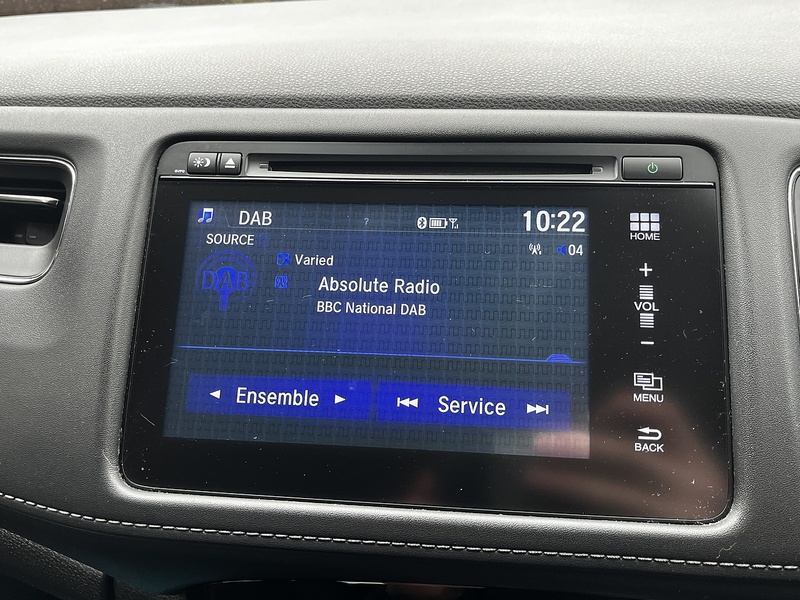 DAB
?
10:22
HOME
SOURCE
04
DAB
Varied
Absolute Radio
BBC National DAB
+
VOL
−
Ensemble
Service
MENU
BACK